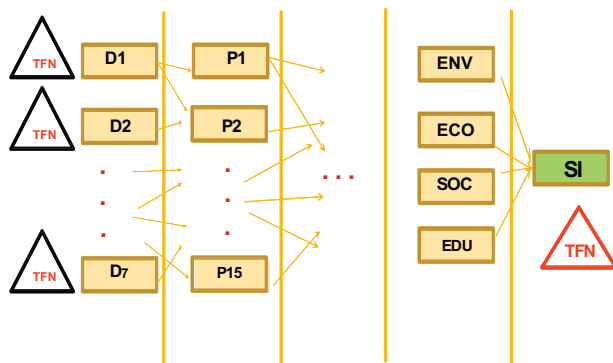 TFN D1 P1 ENV
TFN D2 P2 ECO
... SOC SI
TFN D7 P15 EDU TFN